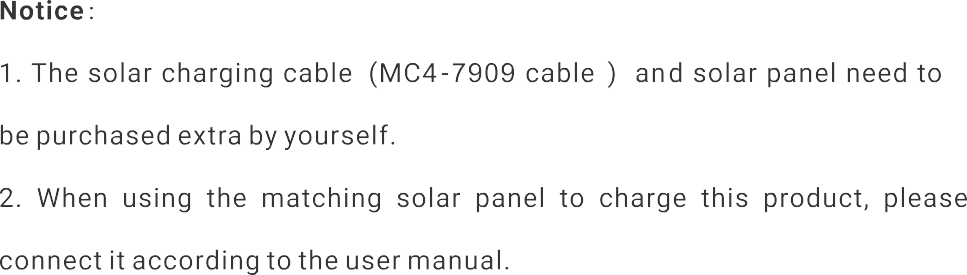 Notice:
1. The solar charging cable (MC4-7909 cable ) and solar panel need to
be purchased extra by yourself.
2. When using the matching solar panel to charge this product, please
connect it according to the user manual.